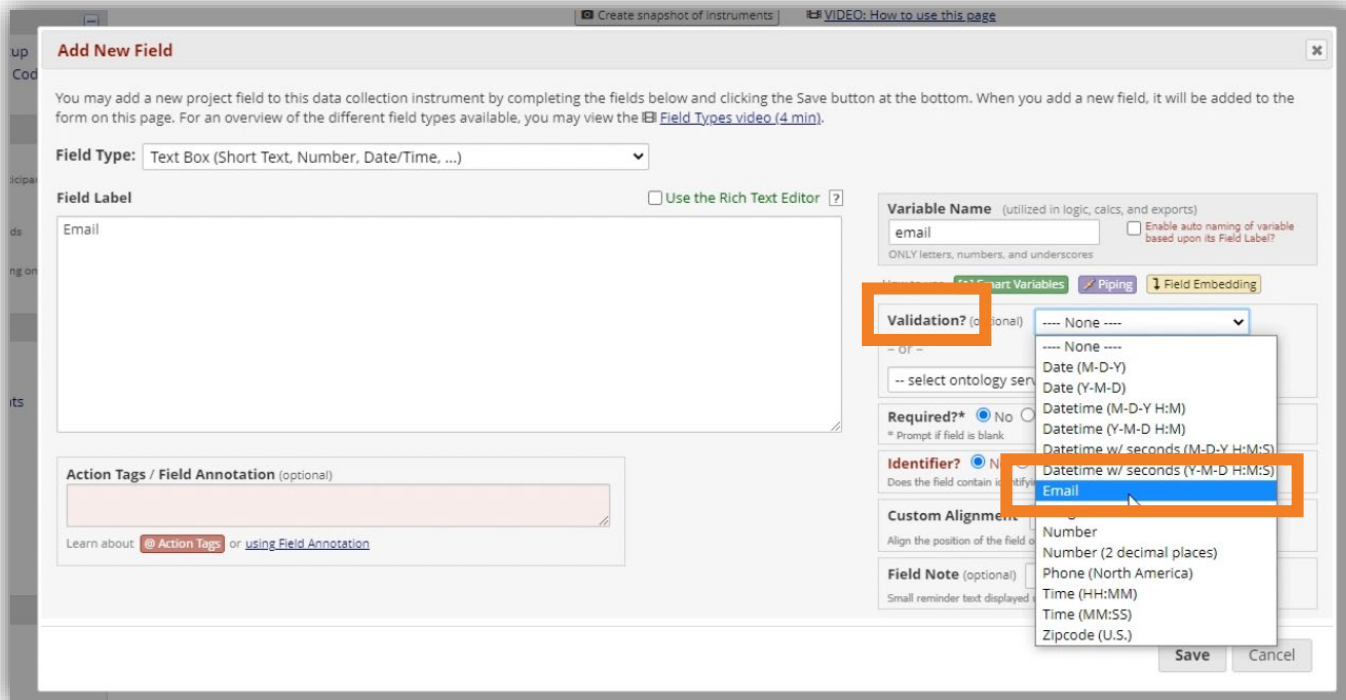 Create snapshot of instruments VIDEO: How to use this page
up
Cod
Add New Field
You may add a new project field to this data collection instrument by completing the fields below and clicking the Save button at the bottom. When you add a new field, it will be added to the
form on this page. For an overview of the different field types available, you may view the Field Types video (4 min).
Field Type: Text Box (Short Text, Number, Date/Time, ...)
Field Label Use the Rich Text Editor ?
Email
ds
ng on
ts
Variable Name (utilized in logic, calcs, and exports)
email
Enable auto naming of variable
based upon its Field Label?
ONLY letters, numbers, and underscores
Smart Variables Piping Field Embedding
Validation? ---- None ----
– or –
-- select ontology serv
Required?* No
* Prompt if field is blank
Identifier?
Does the field contain
Custom Alignment
Align the position of the field o
Field Note (optional)
Small reminder text displayed
---- None ----
Date (M-D-Y)
Date (Y-M-D)
Datetime (M-D-Y H:M)
Datetime (Y-M-D H:M)
Datetime w/ seconds (M-D-Y H:M:S)
Datetime w/ seconds (Y-M-D H:M:S)
Email
Number
Number (2 decimal places)
Phone (North America)
Time (HH:MM)
Time (MM:SS)
Zipcode (U.S.)
Action Tags / Field Annotation (optional)
Learn about @ Action Tags or using Field Annotation
Save Cancel